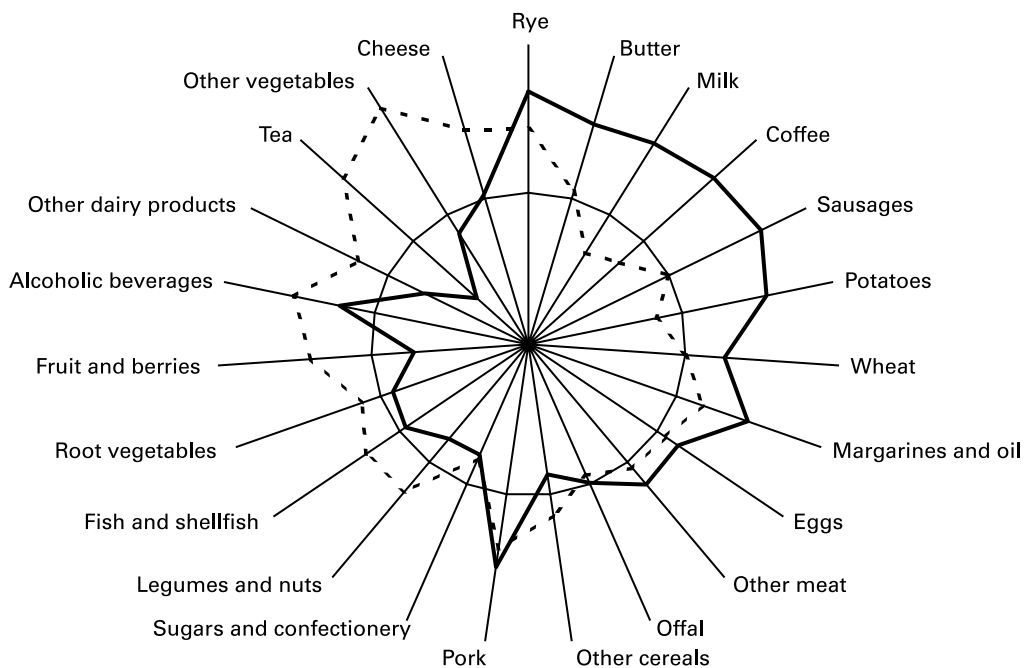 Rye
Cheese
Butter
Other vegetables
Milk
Tea
Coffee
Other dairy products
Sausages
Alcoholic beverages
Potatoes
Fruit and berries
Wheat
Root vegetables
Margarines and oil
Fish and shellfish
Eggs
Legumes and nuts
Other meat
Sugars and confectionery
Offal
Pork
Other cereals